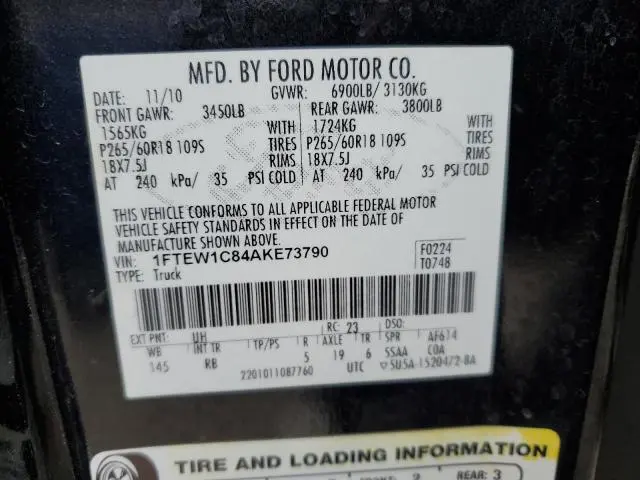 MFD. BY FORD MOTOR CO.
DATE: 11/10 GVWR: 6900LB/ 3130KG
FRONT GAWR: 3450LB REAR GAWR: 3800LB
1565KG WITH 1724KG WITH
P265/60R18 109S TIRES P265/60R18 109S TIRES
18X7.5J RIMS 18X7.5J RIMS
AT 240 kPa/ 35 PSI COLD AT 240 kPa/ 35 PSI COLD
THIS VEHICLE CONFORMS TO ALL APPLICABLE FEDERAL MOTOR
VEHICLE SAFETY STANDARDS IN EFFECT ON THE DATE OF
MANUFACTURE SHOWN ABOVE.
VIN: 1FTEW1C84AKE73790 F0224
TYPE: Truck T0748
EXT PNT: UH RC: 23 DSO:
WB INT TR TP/PS R AXLE TR SPR AF614
145 RB 5 19 6 SSAA COA
2201011087760 UTC 5U5A-1520472-BA
TIRE AND LOADING INFORMATION
REAR: 3